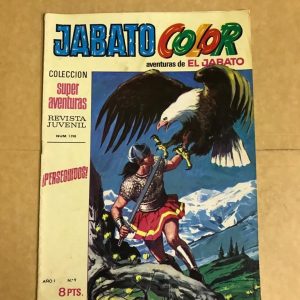 JABATO COLOR
aventuras de EL JABATO
COLECCION
super
aventuras
REVISTA
JUVENIL
¡PERSEGUIDOS!
AÑO I Nº 9
8 PTS.